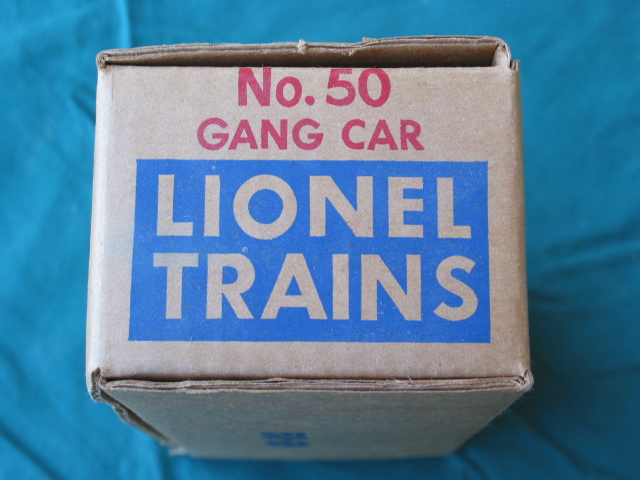 No. 50
GANG CAR
LIONEL
TRAINS